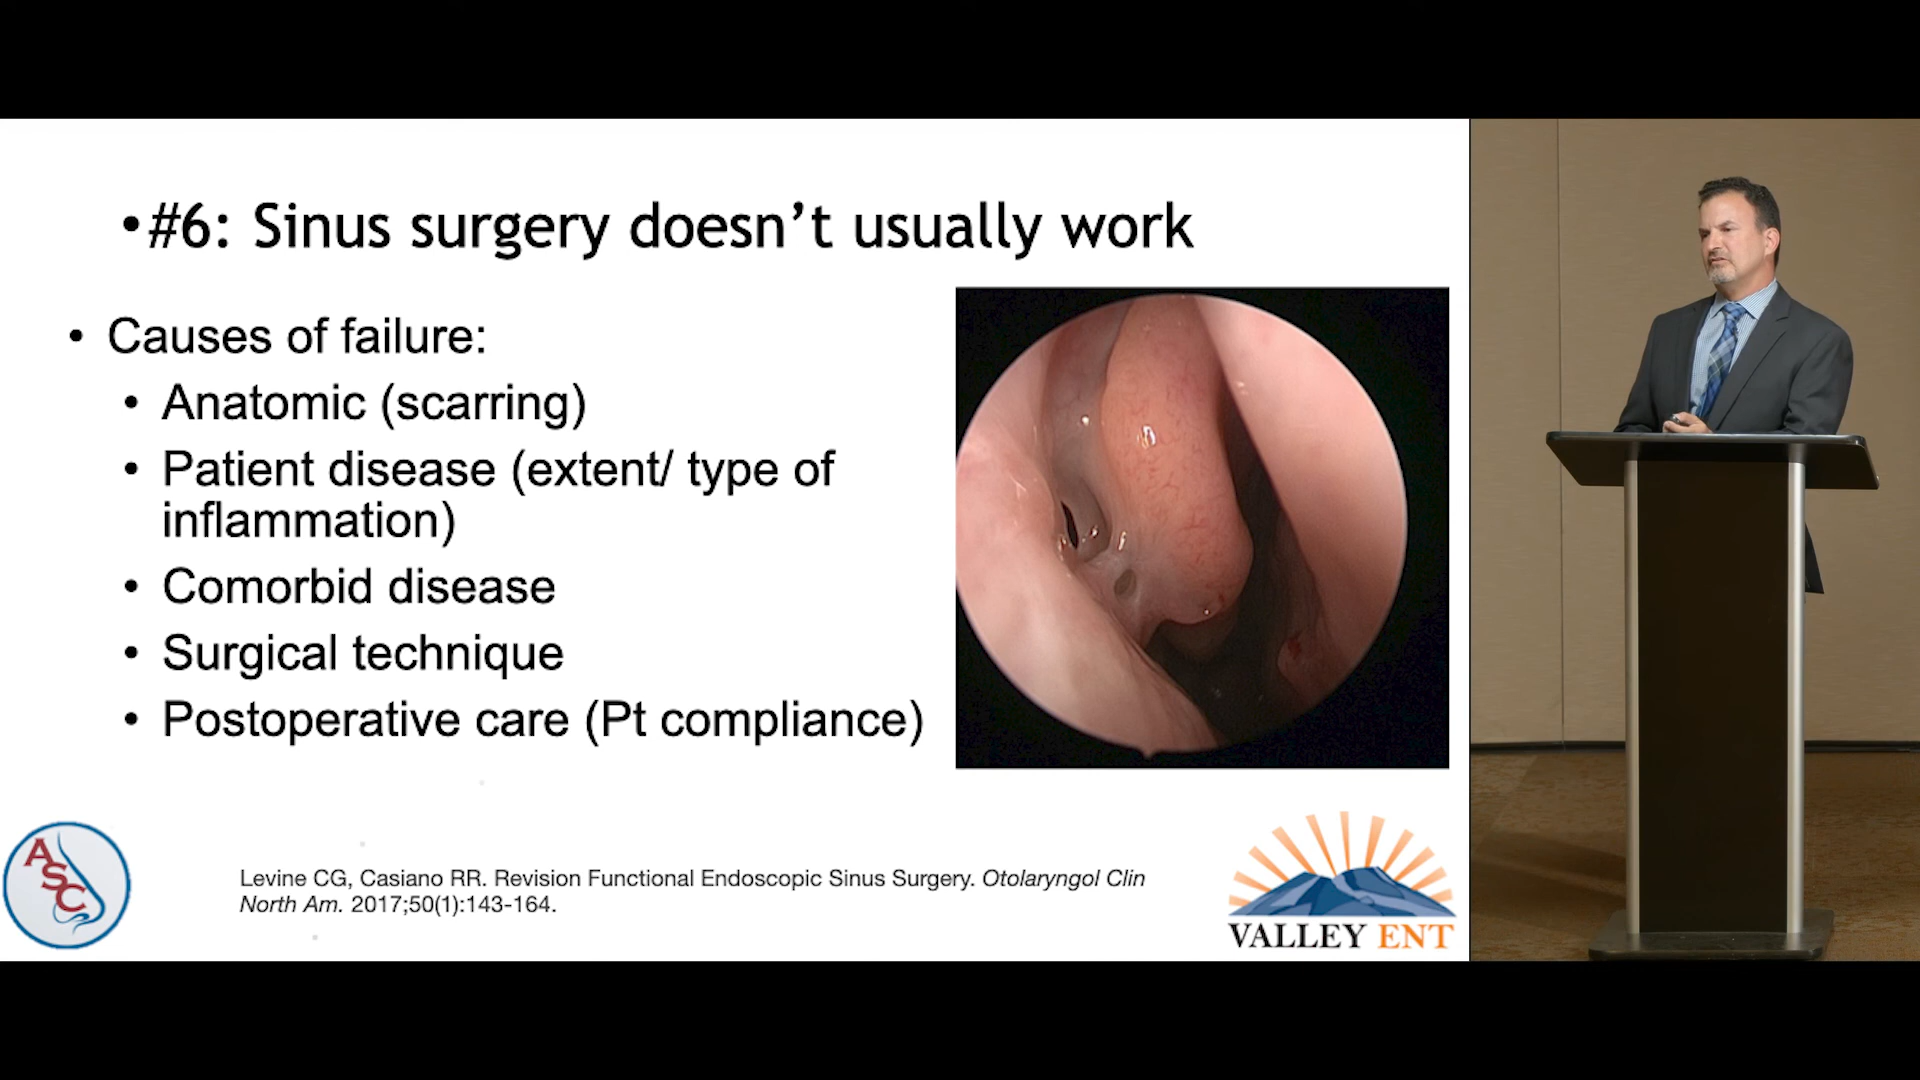 •#6: Sinus surgery doesn’t usually work
• Causes of failure:
• Anatomic (scarring)
• Patient disease (extent/ type of
inflammation)
• Comorbid disease
• Surgical technique
• Postoperative care (Pt compliance)
ASC
Levine CG, Casiano RR. Revision Functional Endoscopic Sinus Surgery. Otolaryngol Clin
North Am. 2017;50(1):143-164.
VALLEY ENT